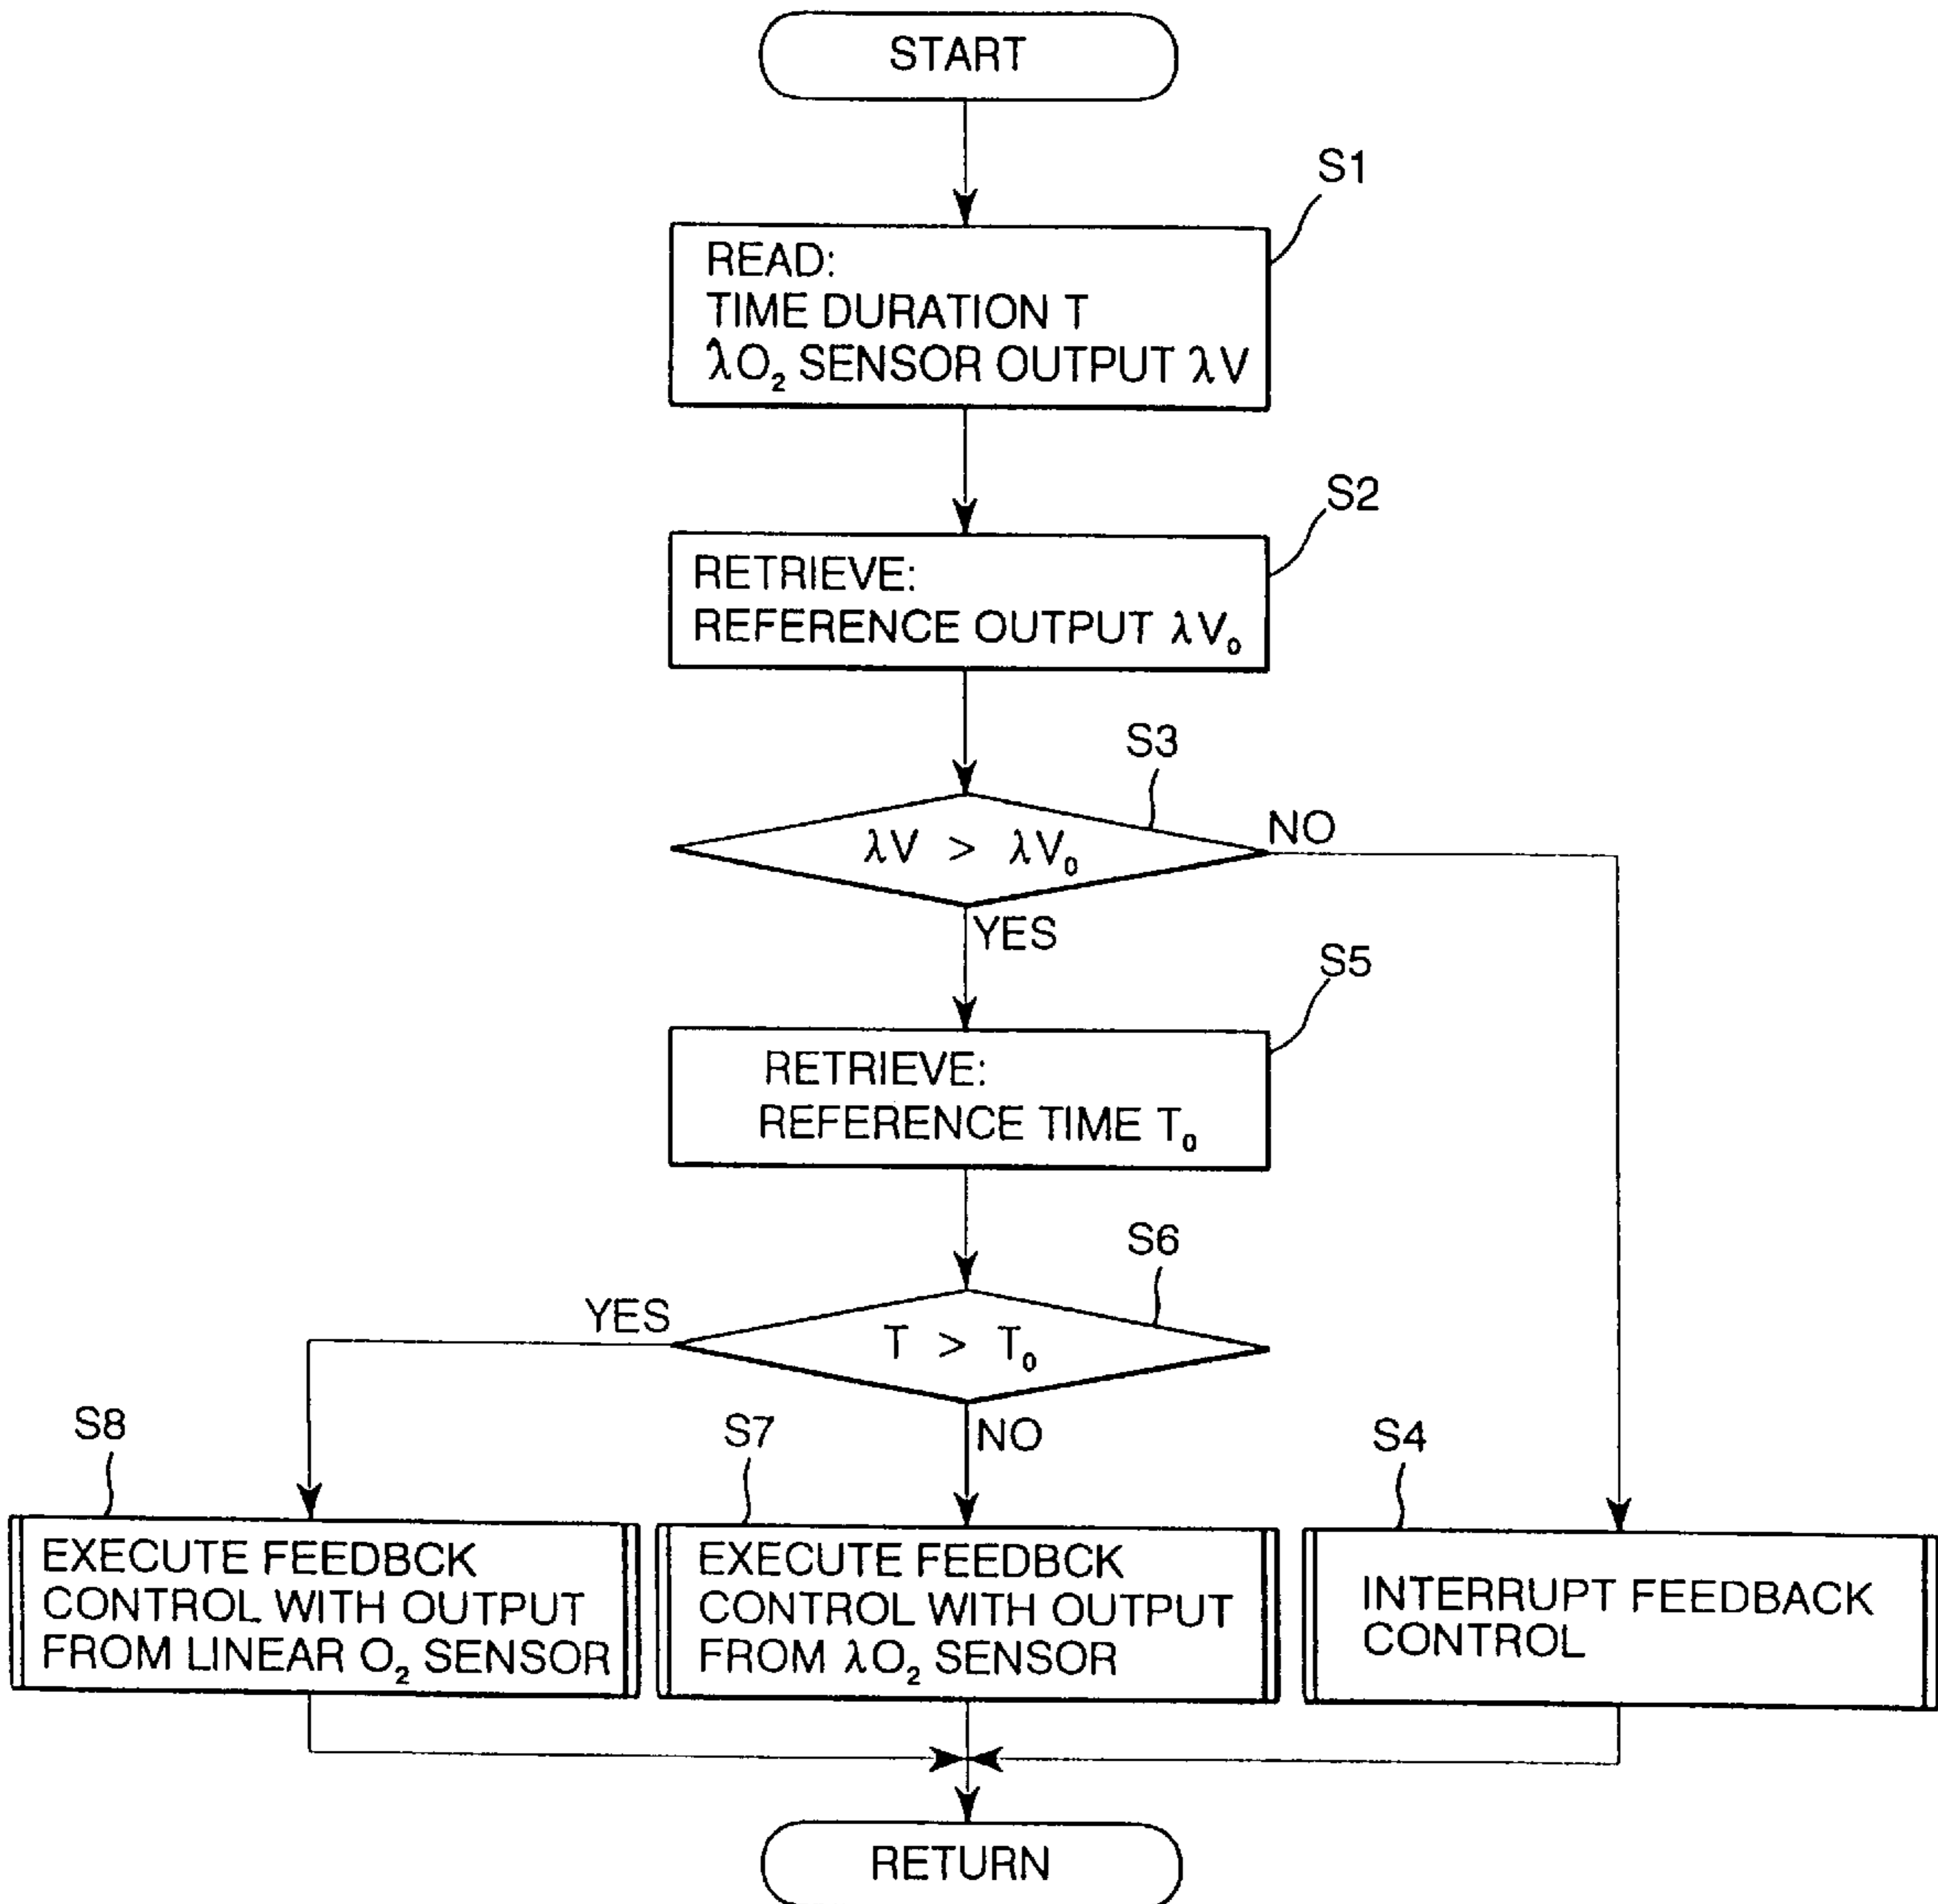 START
S1
READ:
TIME DURATION T
λO₂ SENSOR OUTPUT λV
S2
RETRIEVE:
REFERENCE OUTPUT λV₀
S3
λV > λV₀
NO
YES
S5
RETRIEVE:
REFERENCE TIME T₀
S6
T > T₀
YES
NO
S8
EXECUTE FEEDBCK
CONTROL WITH OUTPUT
FROM LINEAR O₂ SENSOR
S7
EXECUTE FEEDBCK
CONTROL WITH OUTPUT
FROM λO₂ SENSOR
S4
INTERRUPT FEEDBACK
CONTROL
RETURN